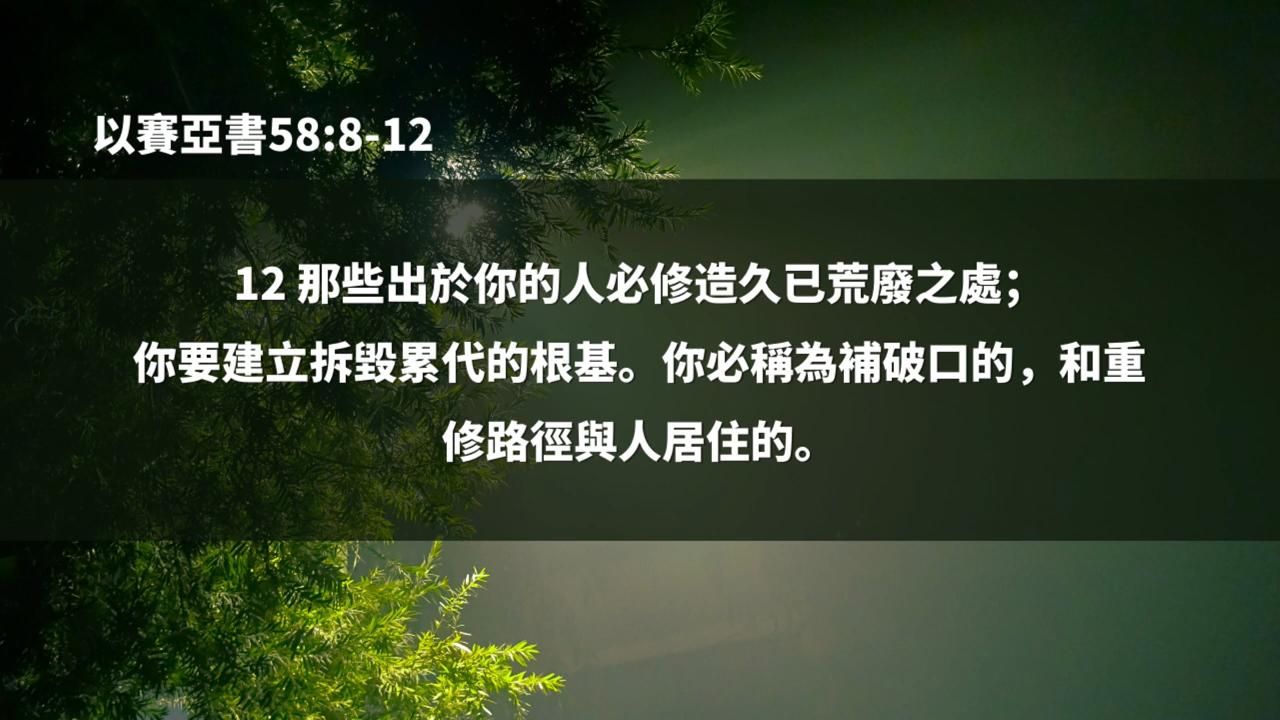 以賽亞書58:8-12
12 那些出於你的人必修造久已荒廢之處；
你要建立拆毀累代的根基。你必稱為補破口的，和重
修路徑與人居住的。